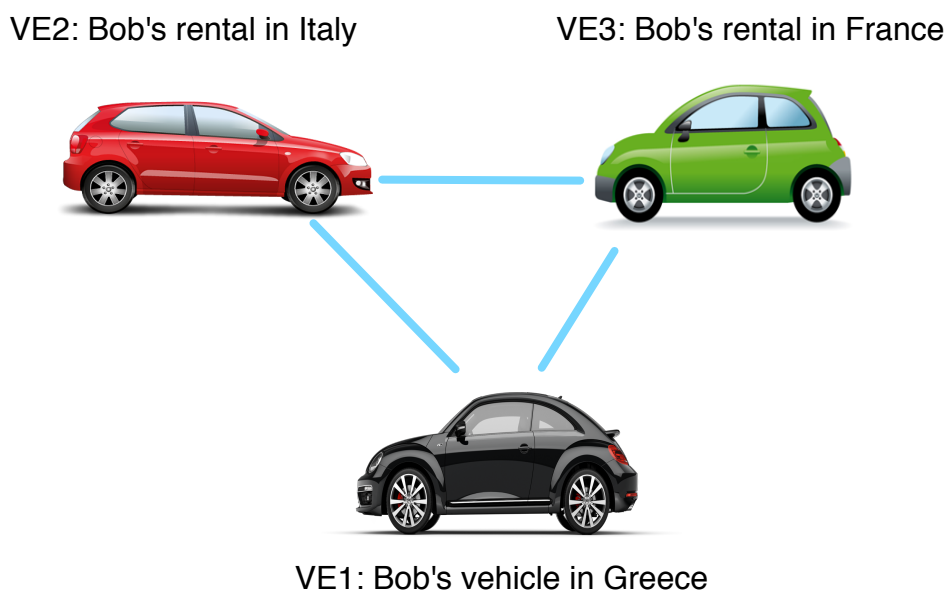 VE2: Bob's rental in Italy
VE3: Bob's rental in France
VE1: Bob's vehicle in Greece